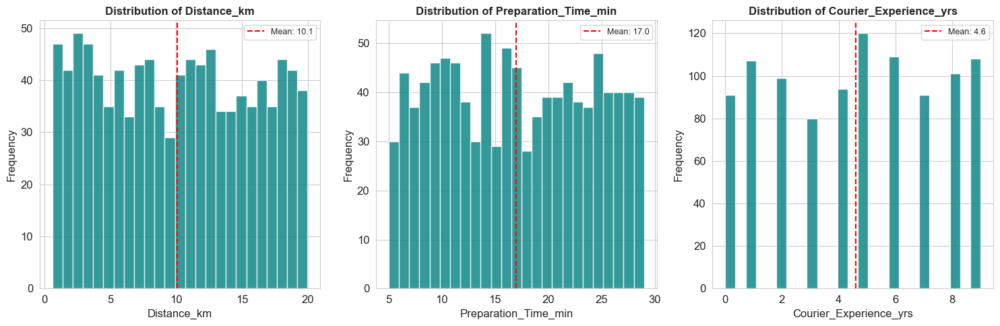 Distribution of Distance_km
Mean: 10.1
Frequency
50
40
30
20
10
0
0 5 10 15 20
Distance_km
Distribution of Preparation_Time_min
Mean: 17.0
Frequency
50
40
30
20
10
0
5 10 15 20 25 30
Preparation_Time_min
Distribution of Courier_Experience_yrs
Mean: 4.6
Frequency
120
100
80
60
40
20
0
0 2 4 6 8
Courier_Experience_yrs